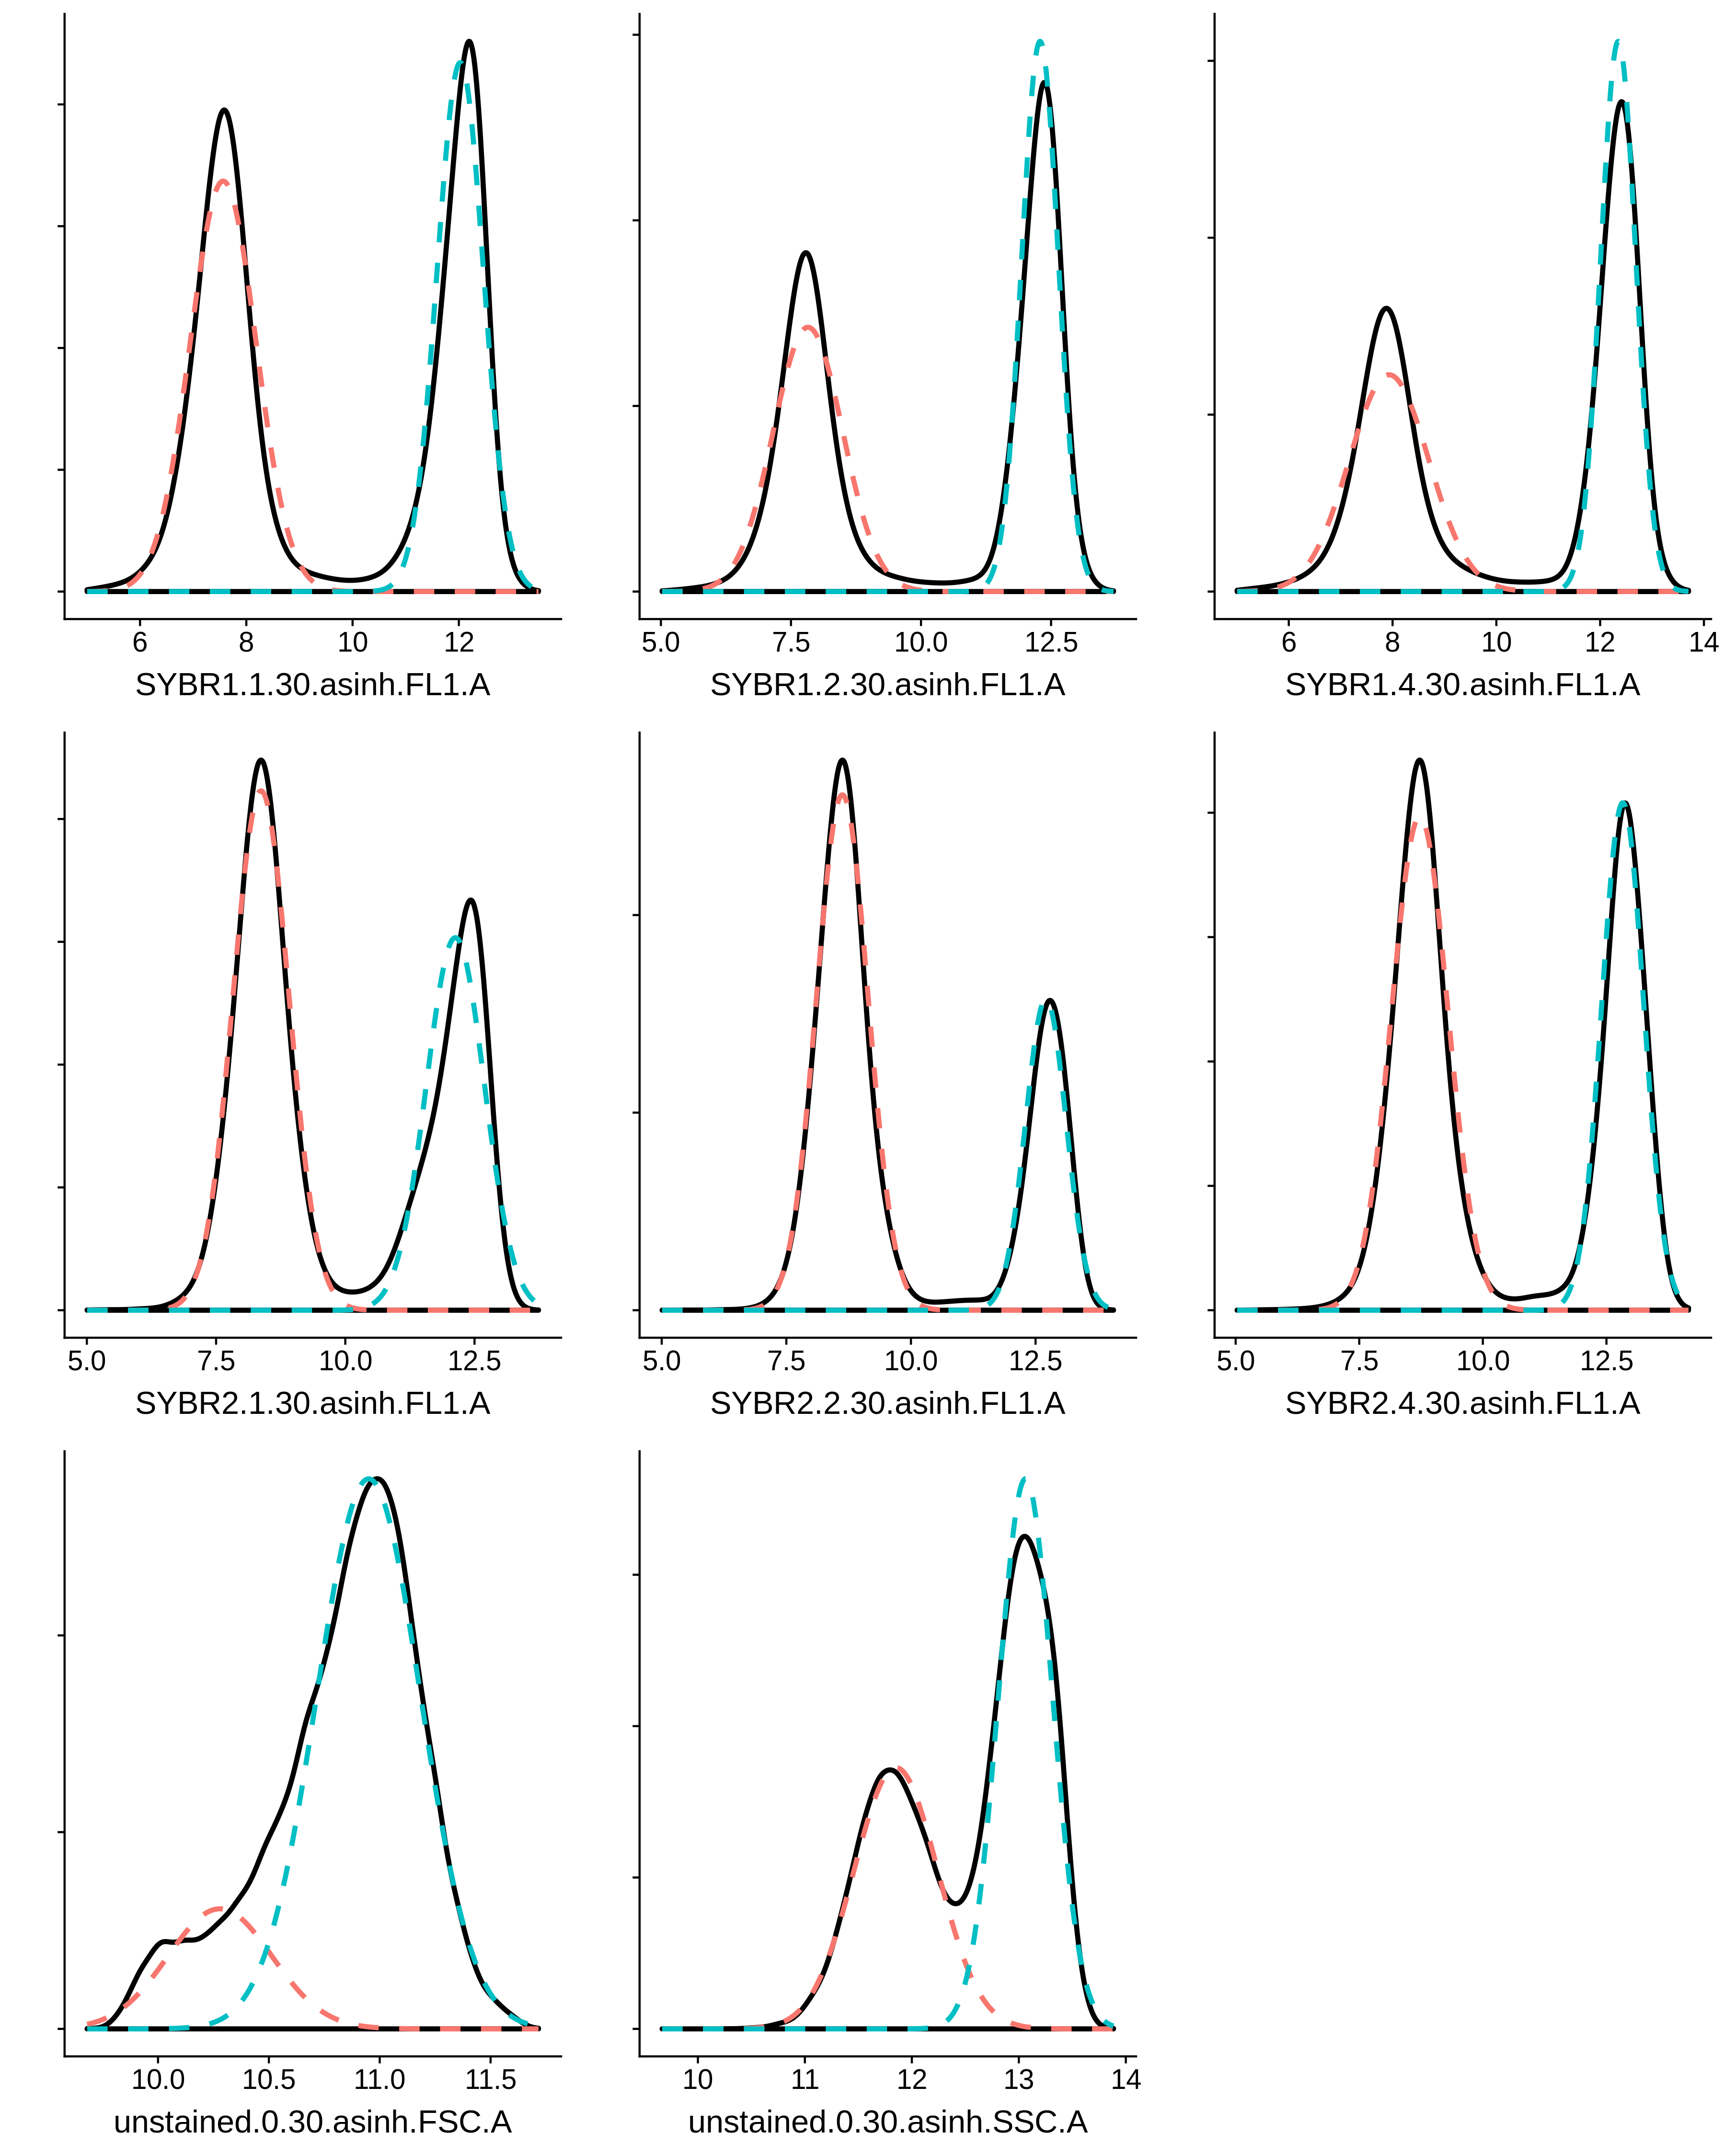 6 8 10 12
5.0 7.5 10.0 12.5
6 8 10 12 14
SYBR1.1.30.asinh.FL1.A
SYBR1.2.30.asinh.FL1.A
SYBR1.4.30.asinh.FL1.A
5.0 7.5 10.0 12.5
5.0 7.5 10.0 12.5
5.0 7.5 10.0 12.5
SYBR2.1.30.asinh.FL1.A
SYBR2.2.30.asinh.FL1.A
SYBR2.4.30.asinh.FL1.A
10.0 10.5 11.0 11.5
10 11 12 13 14
unstained.0.30.asinh.FSC.A
unstained.0.30.asinh.SSC.A